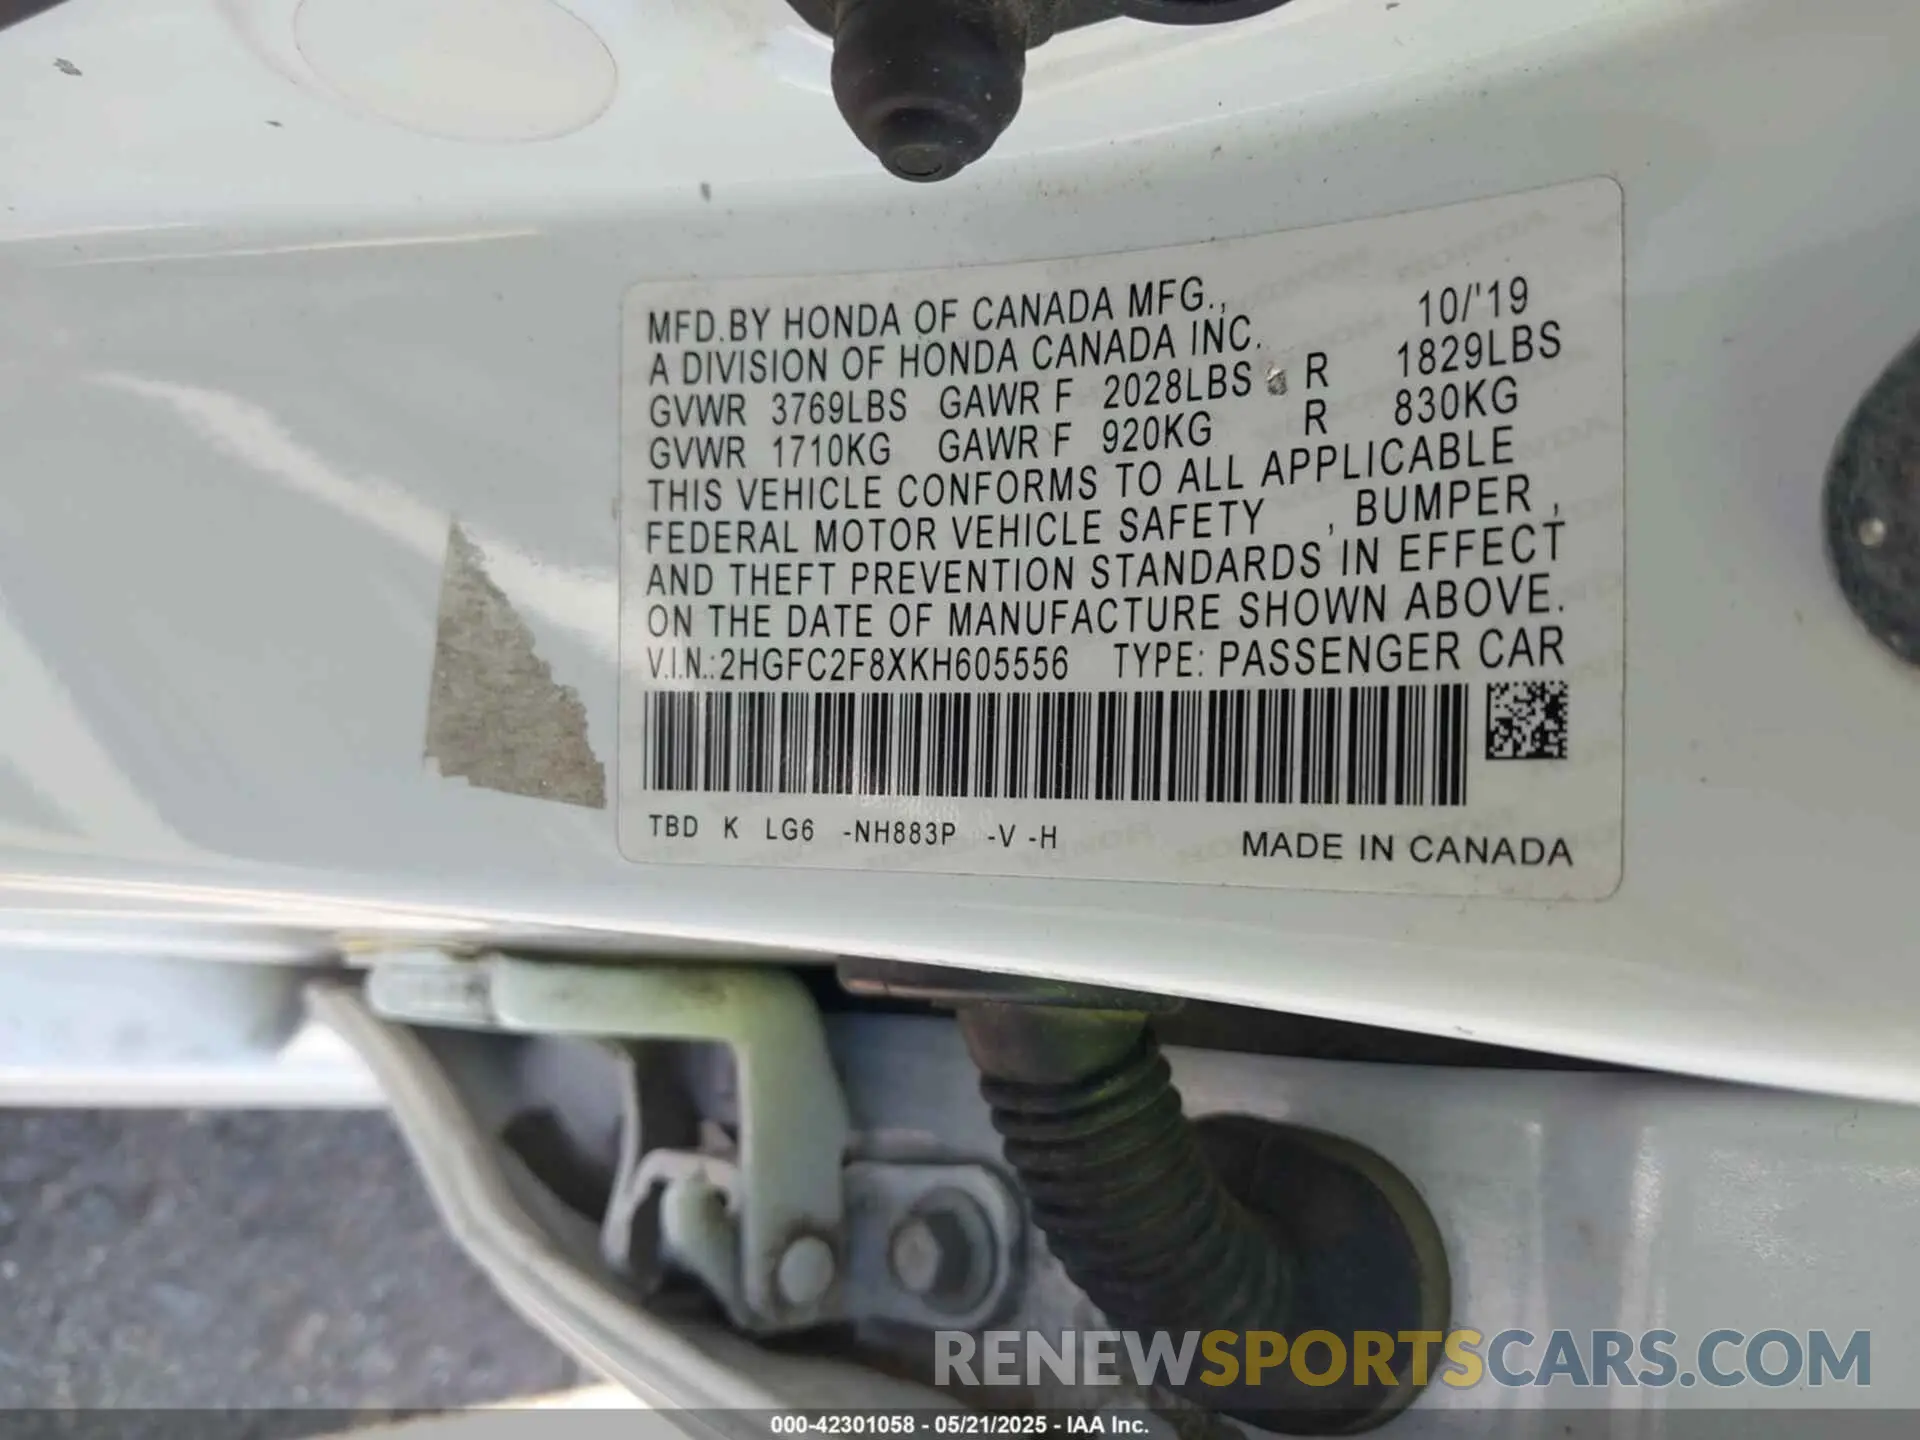 MFD.BY HONDA OF CANADA MFG., 10/'19
A DIVISION OF HONDA CANADA INC.
GVWR 3769LBS GAWR F 2028LBS R 1829LBS
GVWR 1710KG GAWR F 920KG R 830KG
THIS VEHICLE CONFORMS TO ALL APPLICABLE
FEDERAL MOTOR VEHICLE SAFETY , BUMPER ,
AND THEFT PREVENTION STANDARDS IN EFFECT
ON THE DATE OF MANUFACTURE SHOWN ABOVE.
V.I.N.: 2HGFC2F8XKH605556 TYPE: PASSENGER CAR
TBD K LG6 -NH883P -V -H MADE IN CANADA
RENEWSPORTSCARS.COM
000-42301058 - 05/21/2025 - IAA Inc.